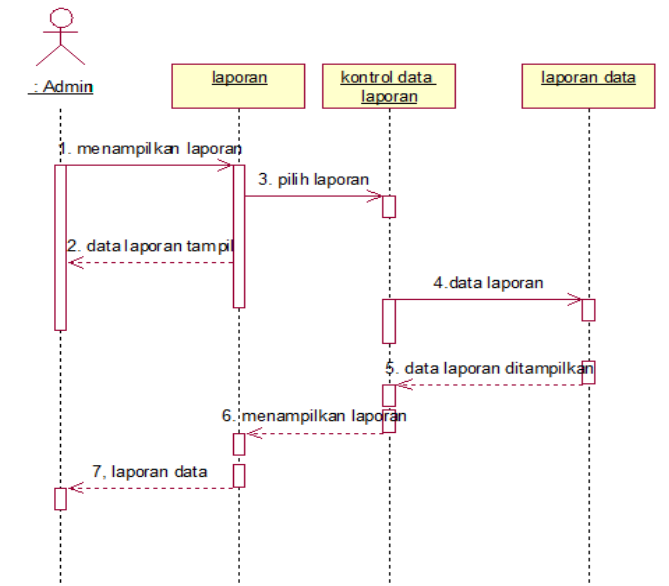 : Admin
laporan
kontrol data
laporan
laporan data
1. menampilkan laporan
3. pilih laporan
2. data laporan tampil
4.data laporan
5. data laporan ditampilkan
6. menampilkan laporan
7, laporan data